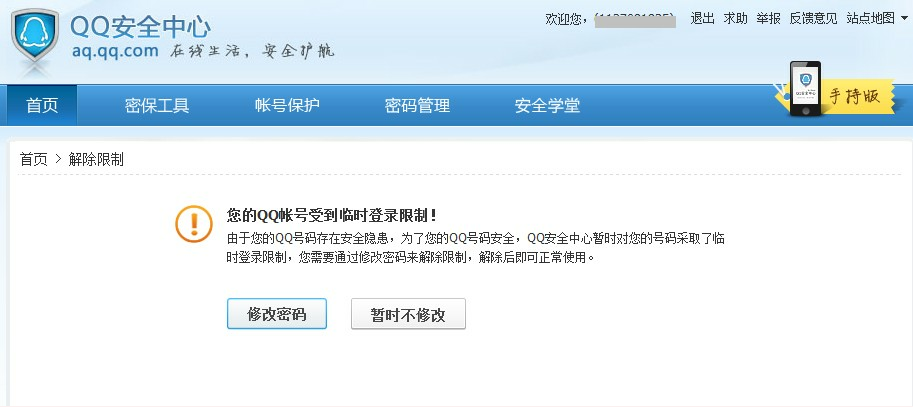 QQ安全中心
aq.qq.com 在线生活，安全护航
欢迎您， 退出 求助 举报 反馈意见 站点地图
首页 密保工具 帐号保护 密码管理 安全学堂 手持版
首页 > 解除限制
您的QQ帐号受到临时登录限制！
由于您的QQ号码存在安全隐患，为了您的QQ号码安全，QQ安全中心暂时对您的号码采取了临
时登录限制，您需要通过修改密码来解除限制，解除后即可正常使用。
修改密码 暂时不修改